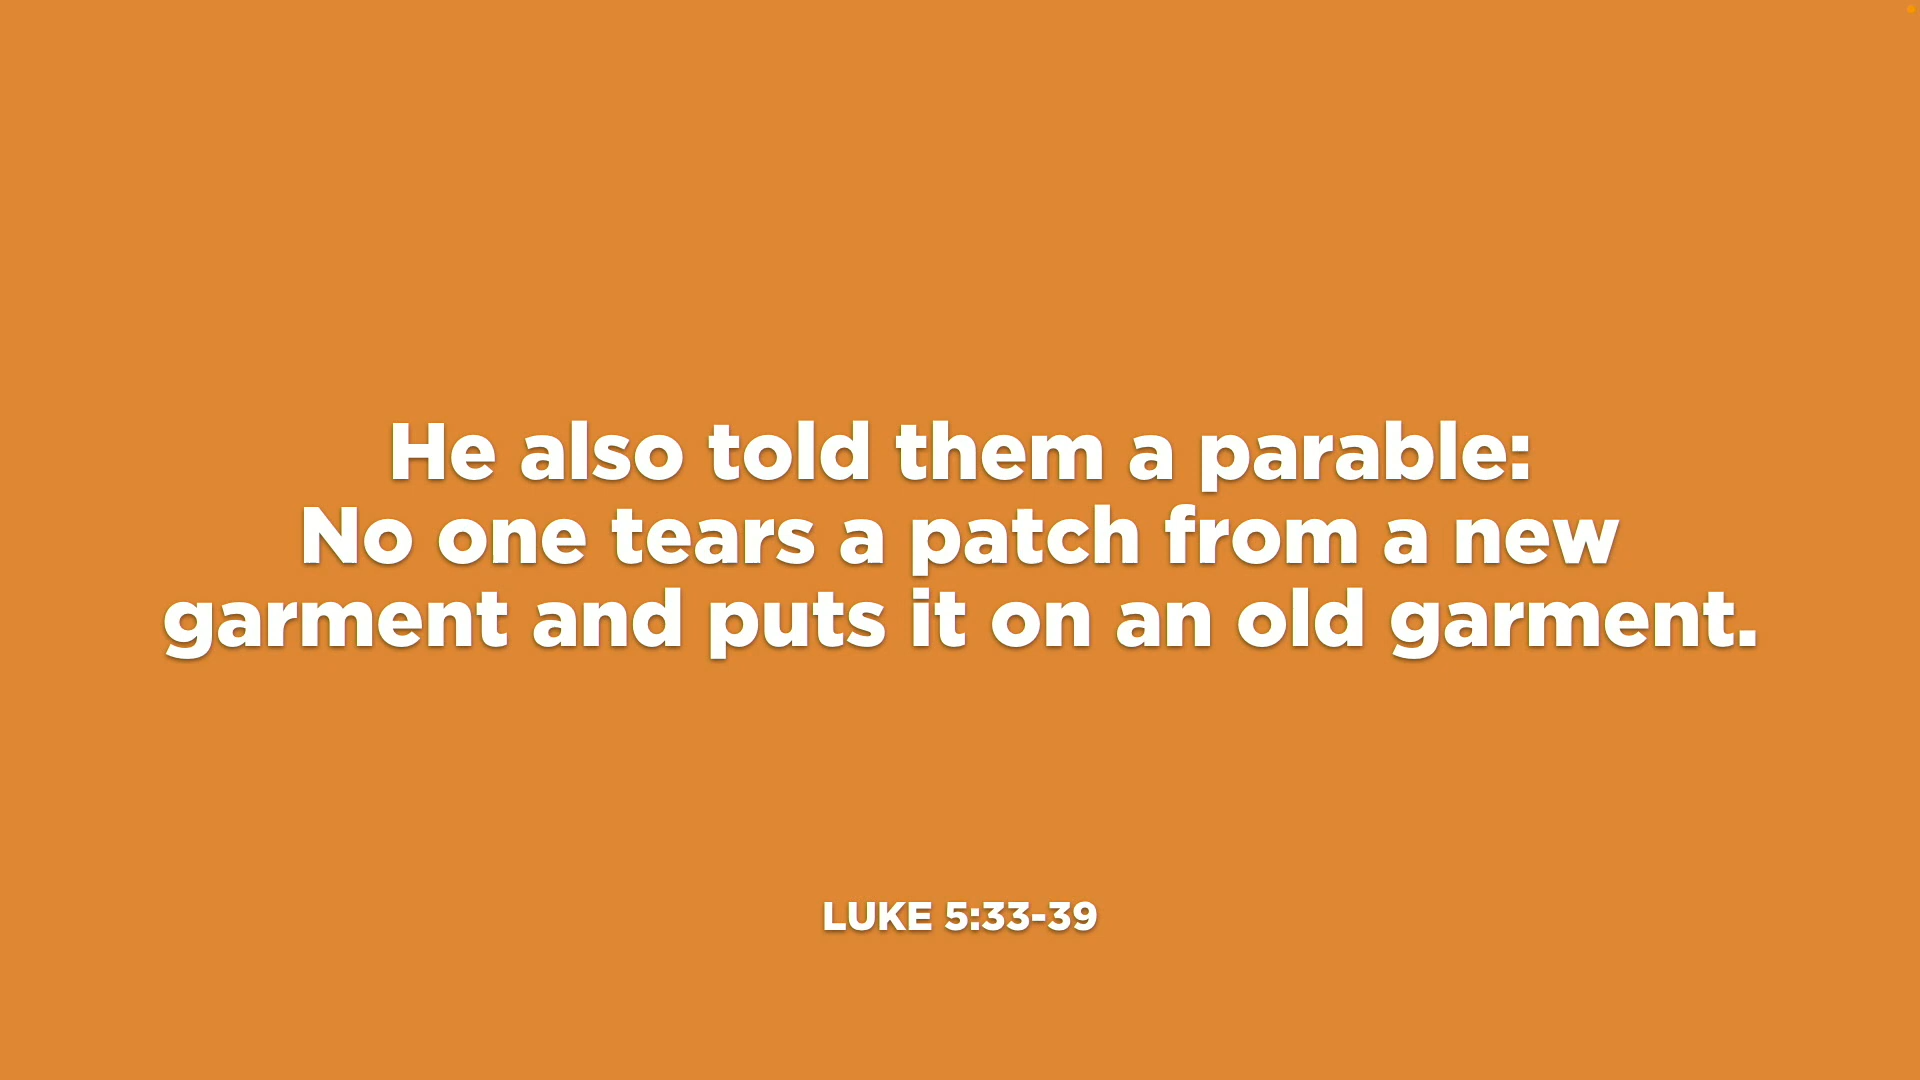 He also told them a parable:
No one tears a patch from a new
garment and puts it on an old garment.
LUKE 5:33-39